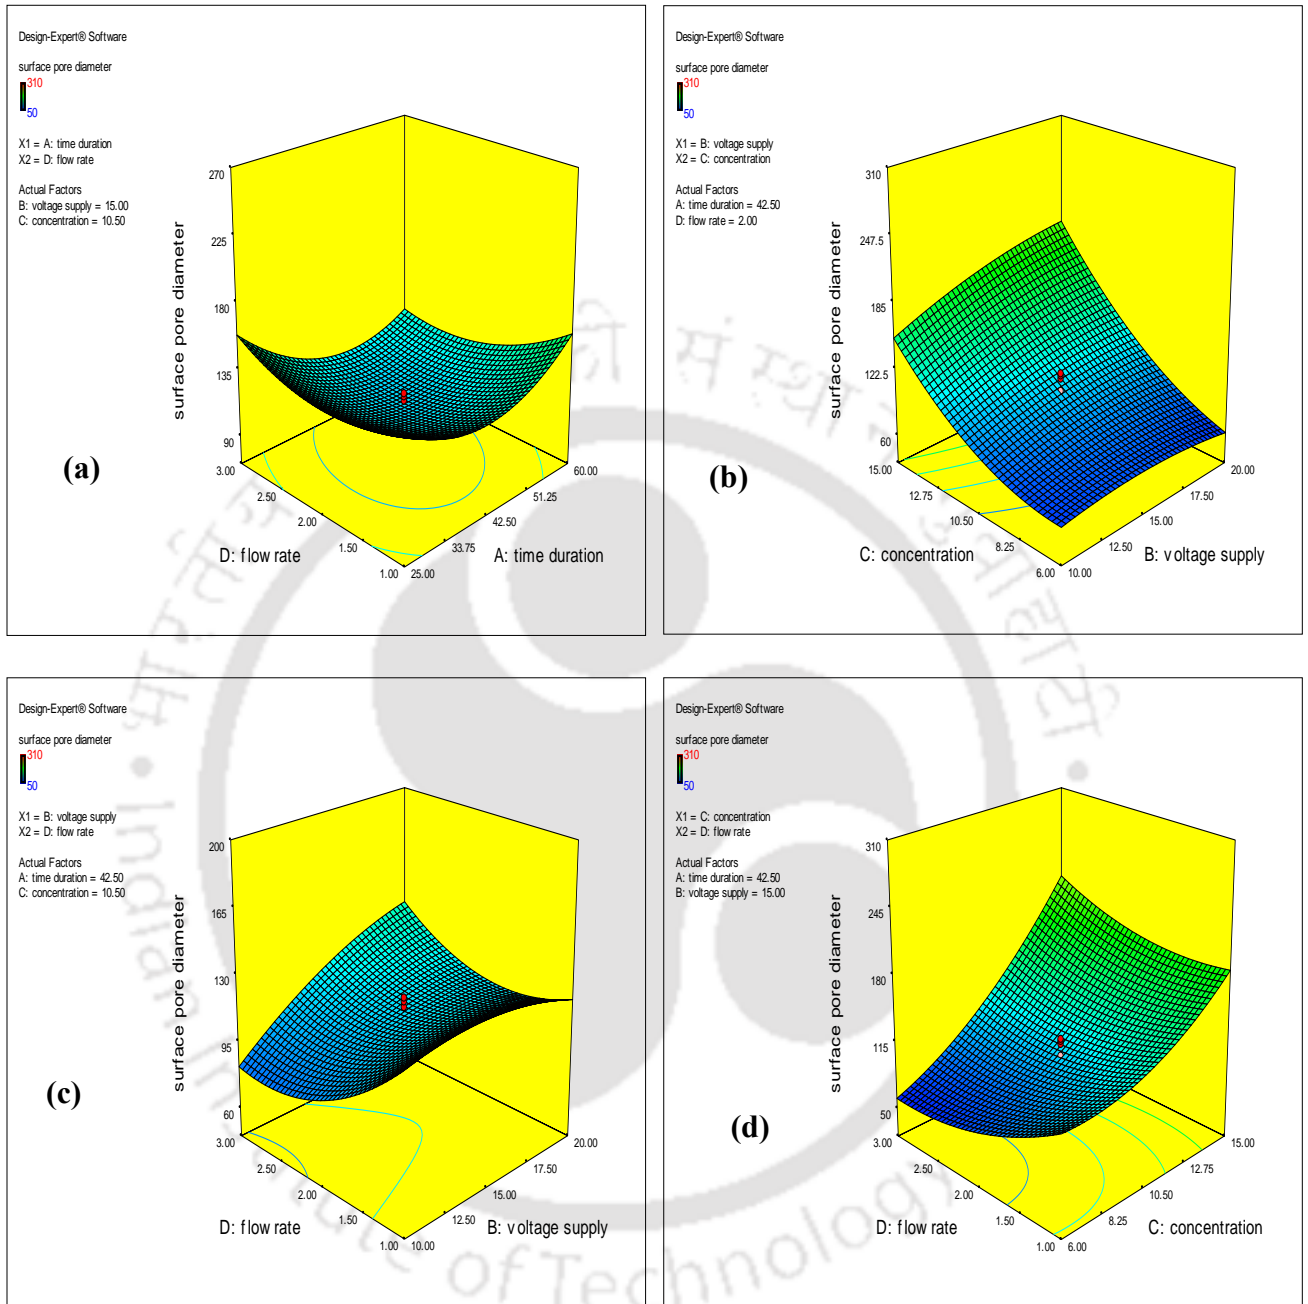 Design-Expert® Software
surface pore diameter
310
50
X1 = A: time duration
X2 = D: flow rate
Actual Factors
B: voltage supply = 15.00
C: concentration = 10.50
270
225
180
135
90
surface pore diameter
3.00
2.50
2.00
1.50
1.00
25.00
33.75
42.50
51.25
60.00
D: flow rate
A: time duration
(a)
Design-Expert® Software
surface pore diameter
310
50
X1 = B: voltage supply
X2 = C: concentration
Actual Factors
A: time duration = 42.50
D: flow rate = 2.00
310
247.5
185
122.5
60
surface pore diameter
15.00
12.75
10.50
8.25
6.00
10.00
12.50
15.00
17.50
20.00
C: concentration
B: voltage supply
(b)
Design-Expert® Software
surface pore diameter
310
50
X1 = B: voltage supply
X2 = D: flow rate
Actual Factors
A: time duration = 42.50
C: concentration = 10.50
200
165
130
95
60
surface pore diameter
3.00
2.50
2.00
1.50
1.00
10.00
12.50
15.00
17.50
20.00
D: flow rate
B: voltage supply
(c)
Design-Expert® Software
surface pore diameter
310
50
X1 = C: concentration
X2 = D: flow rate
Actual Factors
A: time duration = 42.50
B: voltage supply = 15.00
310
245
180
115
50
surface pore diameter
3.00
2.50
2.00
1.50
1.00
6.00
8.25
10.50
12.75
15.00
D: flow rate
C: concentration
(d)
Indian Institute of Technology